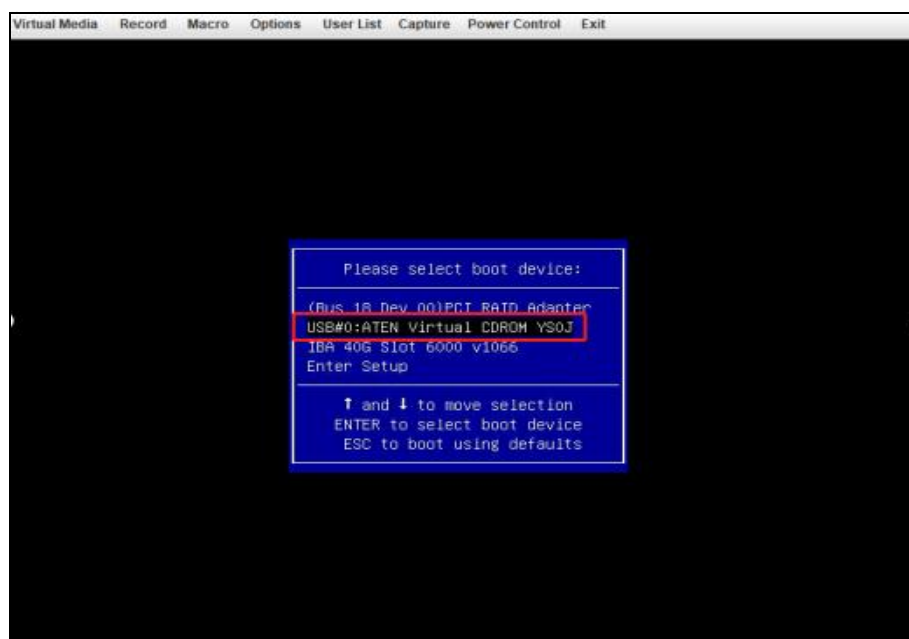 Virtual Media Record Macro Options User List Capture Power Control Exit
Please select boot device:
(Bus 18 Dev 00)PCI RAID Adapter
USB#0:ATEN Virtual CDROM YS0J
IBA 40G Slot 6000 v1066
Enter Setup
↑ and ↓ to move selection
ENTER to select boot device
ESC to boot using defaults